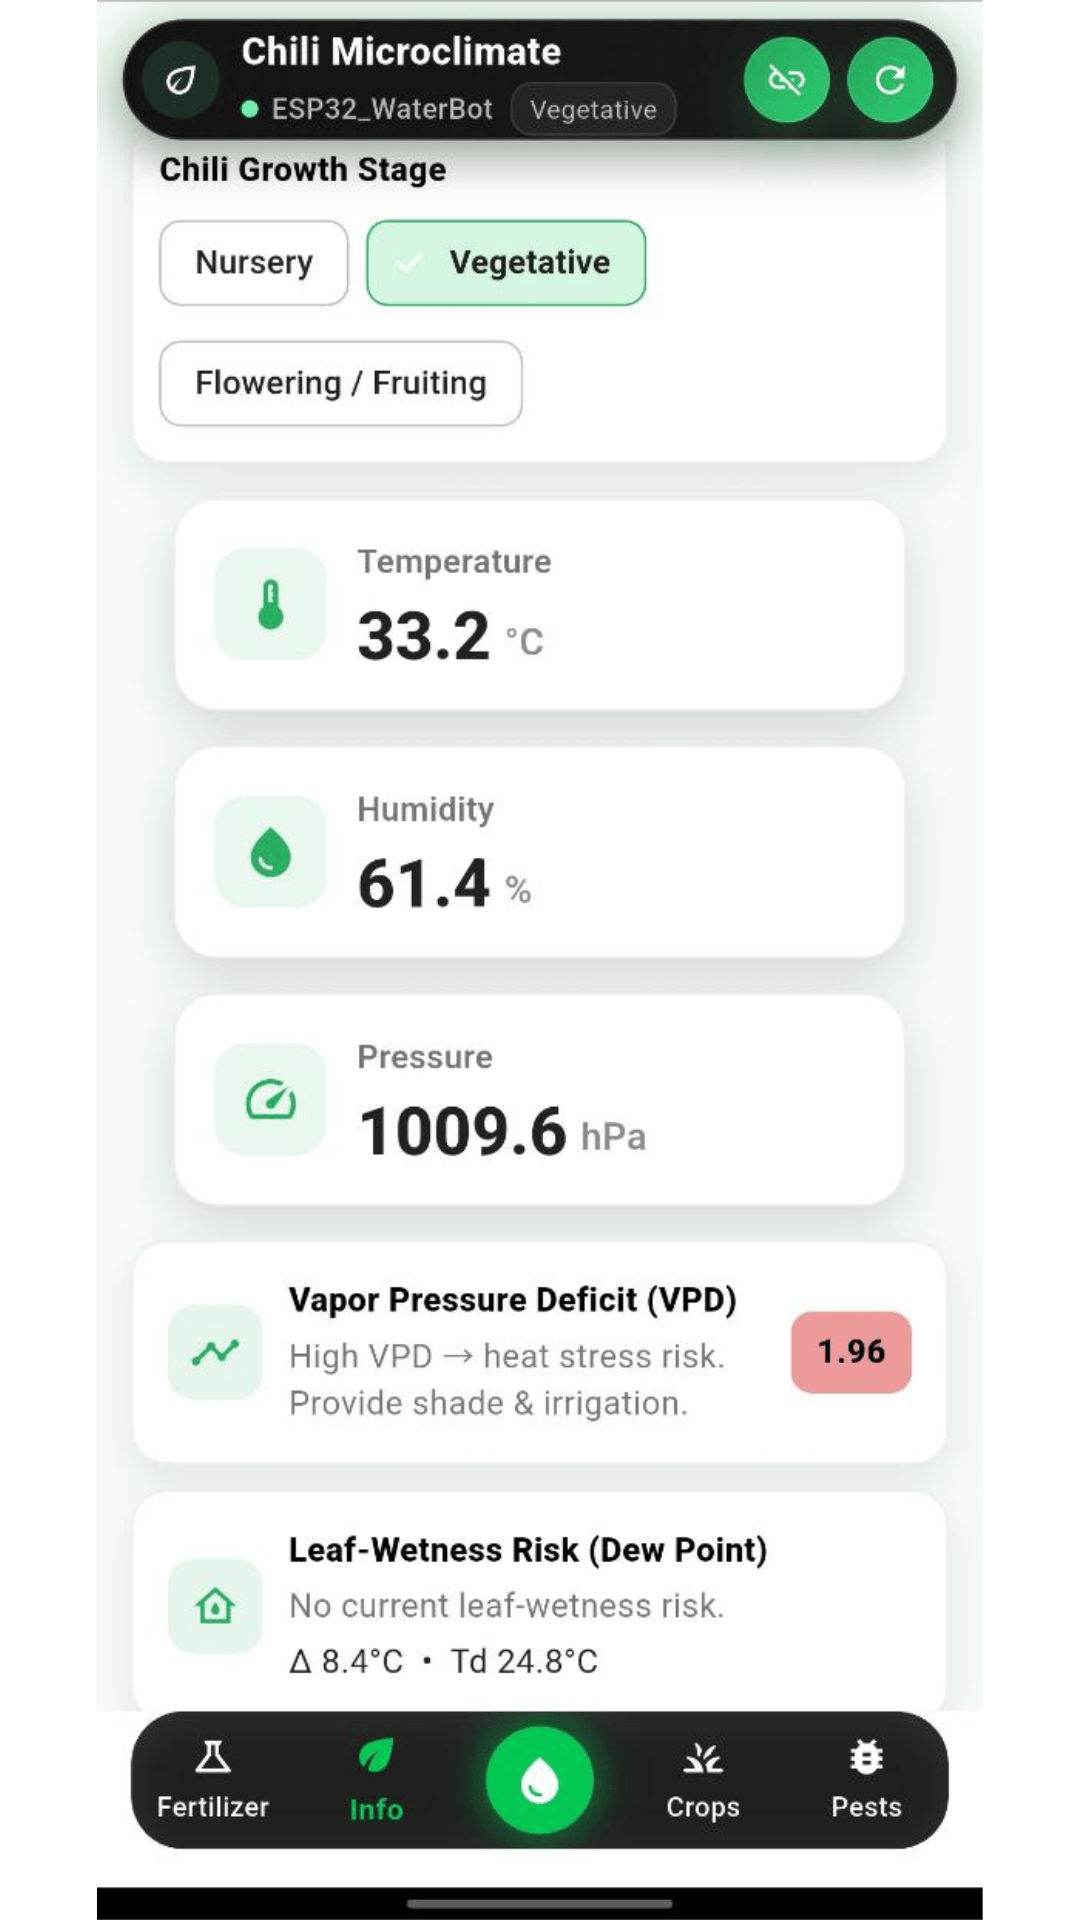 Chili Microclimate
ESP32_WaterBot Vegetative
Chili Growth Stage
Nursery Vegetative
Flowering / Fruiting
Temperature
33.2 °C
Humidity
61.4 %
Pressure
1009.6 hPa
Vapor Pressure Deficit (VPD)
High VPD → heat stress risk.
Provide shade & irrigation.
1.96
Leaf-Wetness Risk (Dew Point)
No current leaf-wetness risk.
Δ 8.4°C • Td 24.8°C
Fertilizer Info Crops Pests